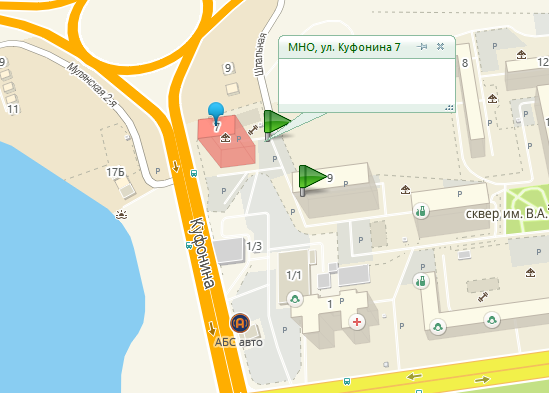 МНО, ул. Куфонина 7
Шпальная
9
8
12
Мулянская 2-я
9
11
7
17Б
9
P
P
P
P
сквер им. В.А.
Куфонина
1/3
1/1
P
P
1
P
P
P
АБС авто